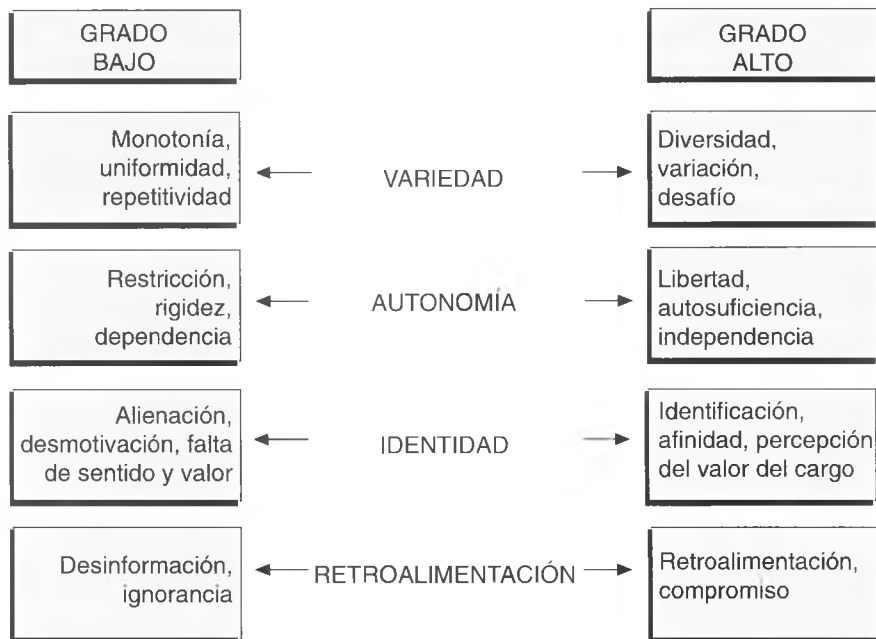 GRADO
BAJO
GRADO
ALTO
Monotonía,
uniformidad,
repetitividad
VARIEDAD
Diversidad,
variación,
desafío
Restricción,
rigidez,
dependencia
AUTONOMÍA
Libertad,
autosuficiencia,
independencia
Alienación,
desmotivación, falta
de sentido y valor
IDENTIDAD
Identificación,
afinidad, percepción
del valor del cargo
Desinformación,
ignorancia
RETROALIMENTACIÓN
Retroalimentación,
compromiso